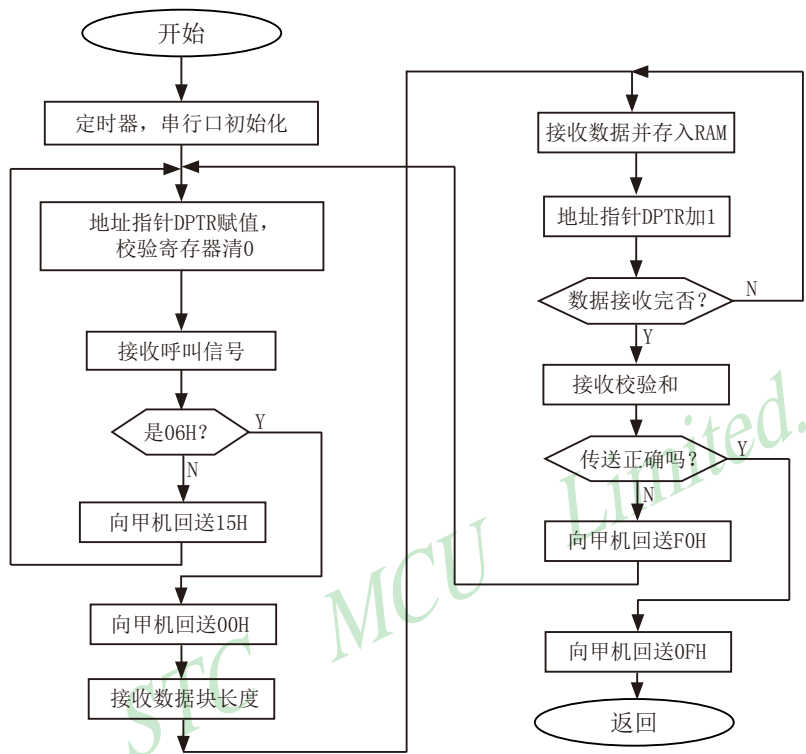 开始
定时器，串行口初始化
地址指针DPTR赋值，
校验寄存器清0
接收呼叫信号
是06H？
Y
N
向甲机回送15H
向甲机回送00H
接收数据块长度
接收数据并存入RAM
地址指针DPTR加1
数据接收完否？
N
Y
接收校验和
传送正确吗？
Y
N
向甲机回送F0H
向甲机回送0FH
返回
STC MCU Limited.